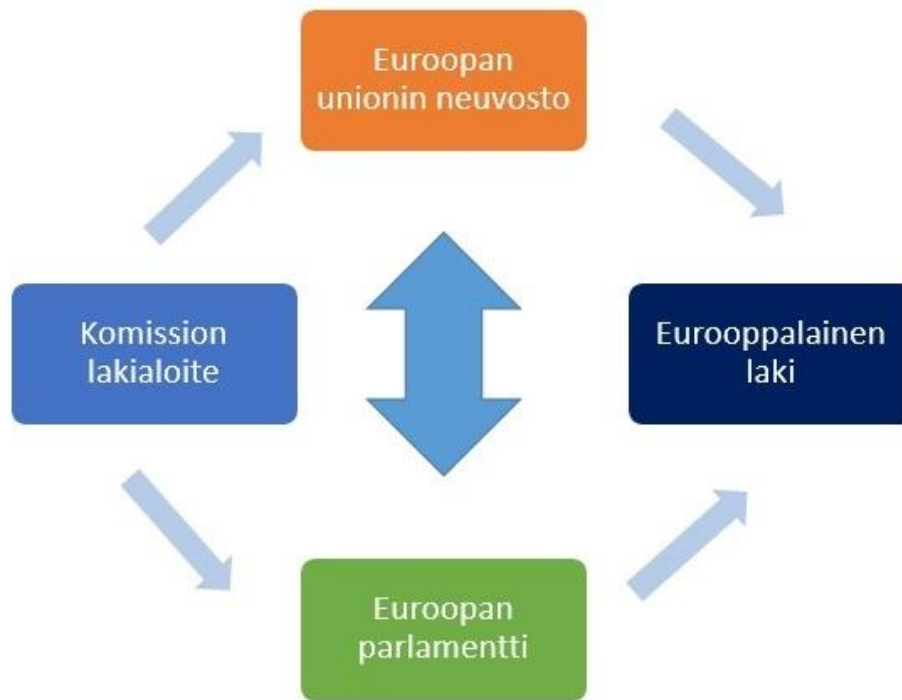 Euroopan
unionin neuvosto
Komission
lakialoite
Eurooppalainen
laki
Euroopan
parlamentti